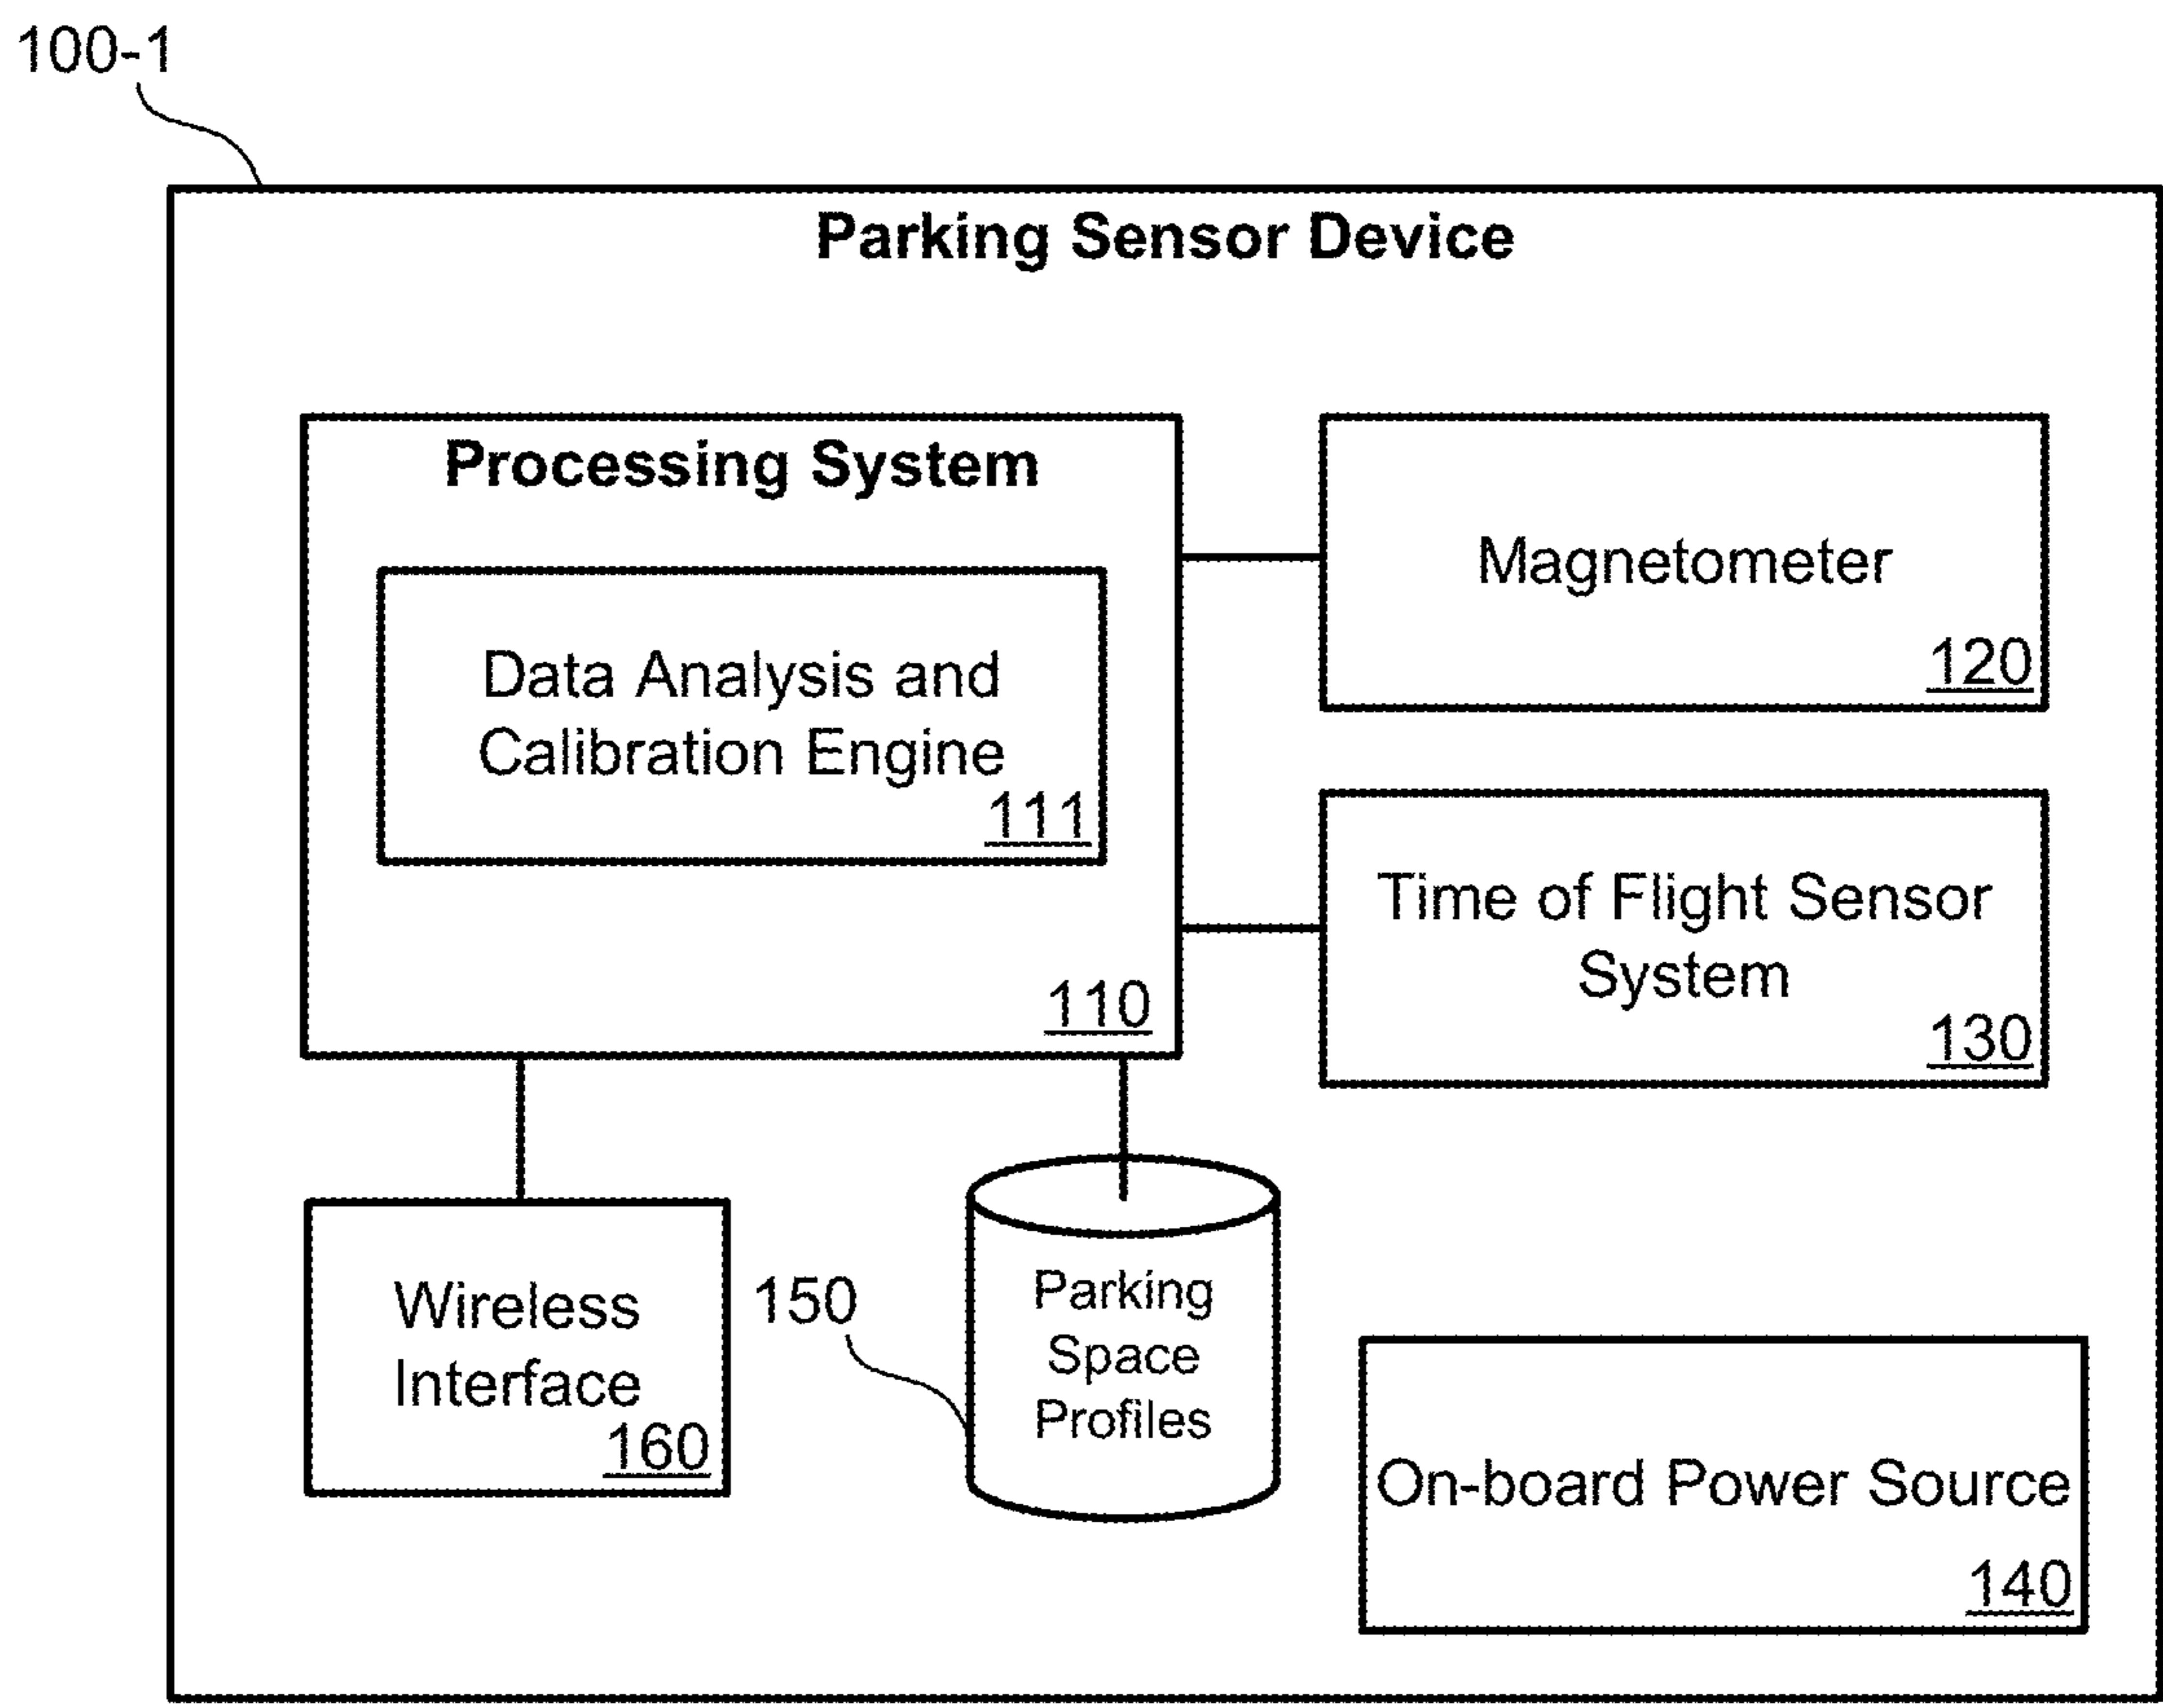 100-1
Parking Sensor Device
Processing System
Data Analysis and
Calibration Engine
111
110
Magnetometer
120
Time of Flight Sensor
System
130
Wireless
Interface
160
150
Parking
Space
Profiles
On-board Power Source
140